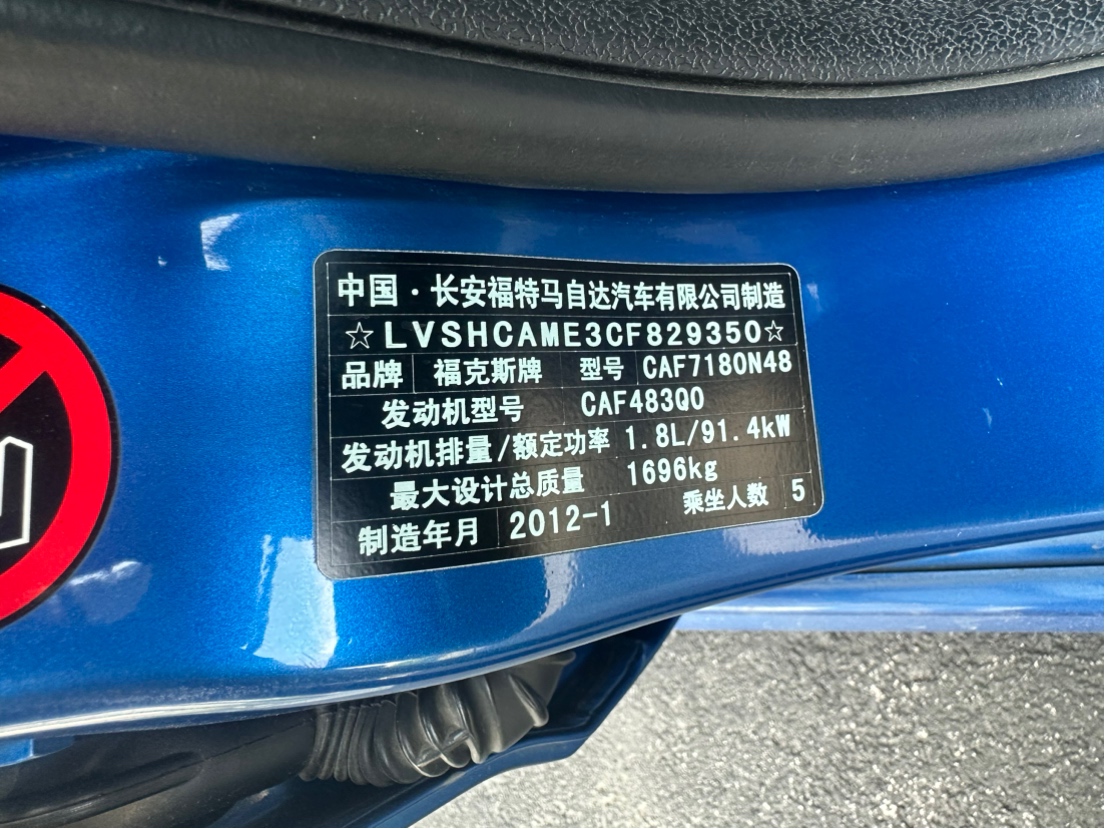 中国·长安福特马自达汽车有限公司制造
☆LVSHCAME3CF829350☆
品牌 福克斯牌 型号 CAF7180N48
发动机型号 CAF483Q0
发动机排量/额定功率 1.8L/91.4kW
最大设计总质量 1696kg
制造年月 2012-1 乘坐人数 5